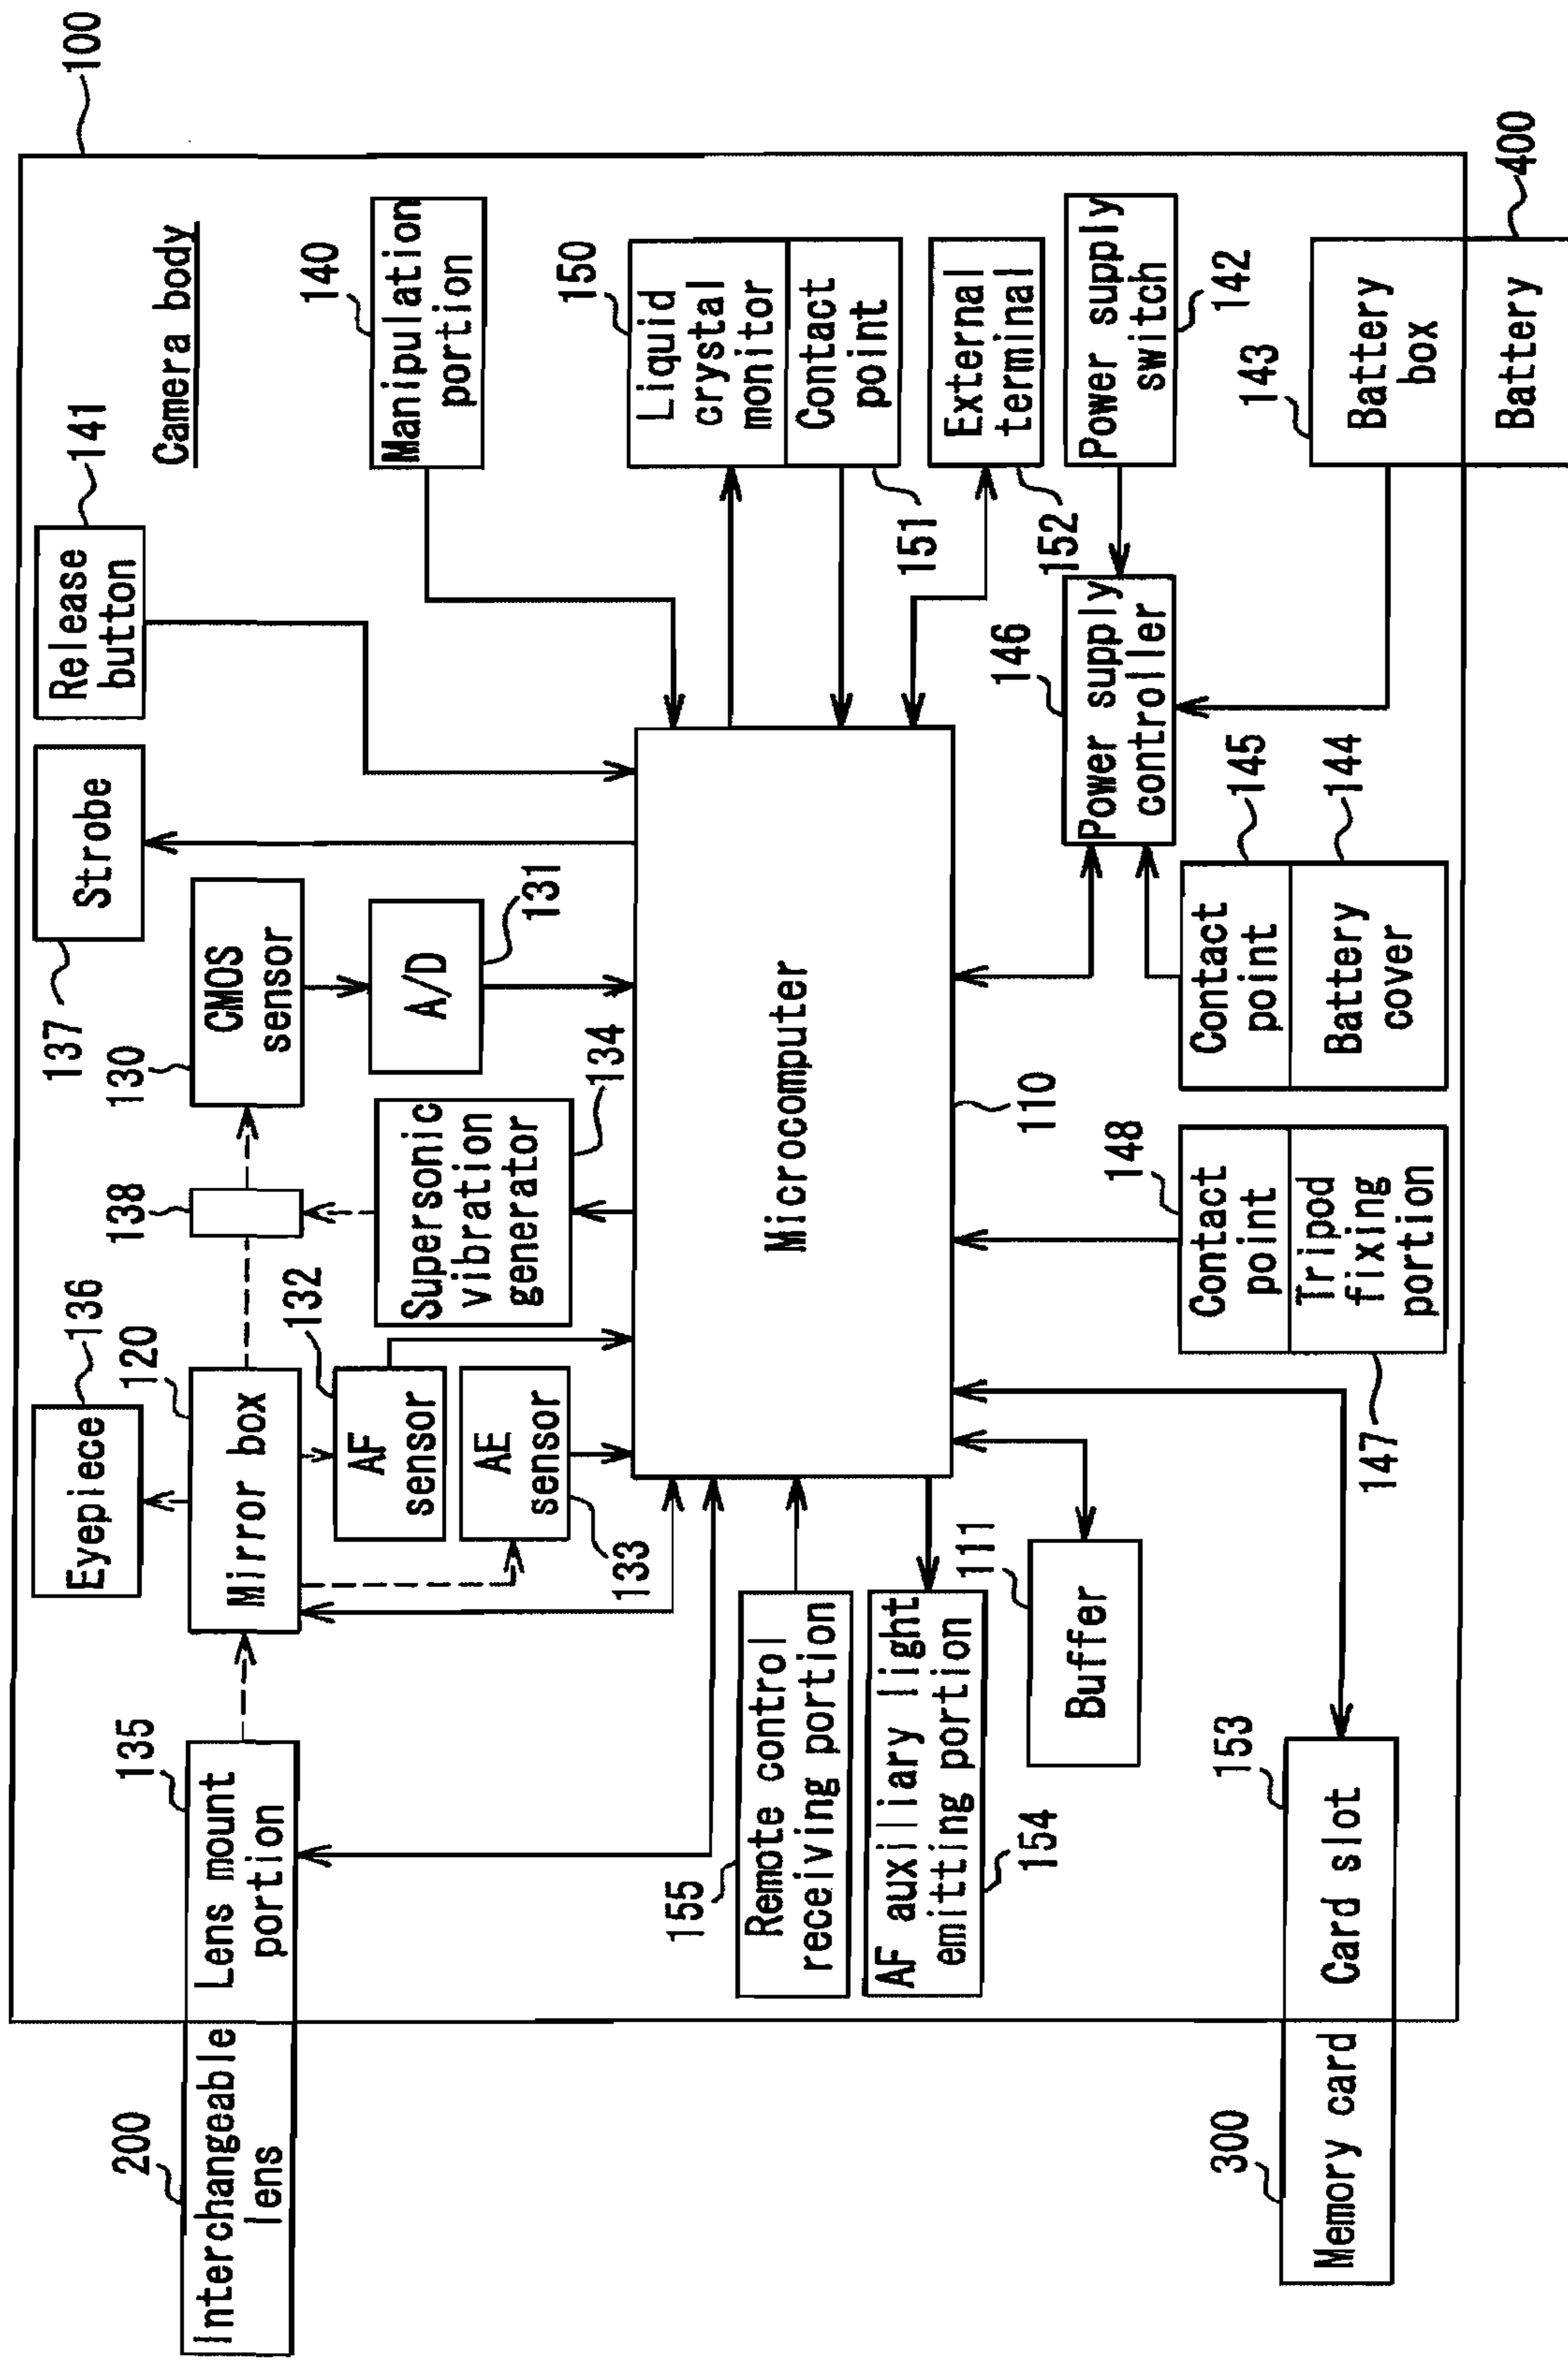 100
Camera body
Release
button
141
Strobe
137
Eyepiece
136
Manipulation
portion
140
CMOS
sensor
130
138
Mirror box
120
Lens mount
portion
135
Interchangeable
lens
200
A/D
131
Supersonic
vibration
generator
134
AF
sensor
132
AE
sensor
133
Liquid
crystal
monitor
150
Contact
point
151
Microcomputer
110
Remote control
receiving portion
155
AF auxiliary light
emitting portion
154
External
terminal
152
Buffer
111
Power supply
switch
142
Power supply
controller
146
Contact
point
145
Battery
cover
144
Contact
point
148
Tripod
fixing
portion
147
Card slot
153
Memory card
300
Battery
box
143
Battery
400